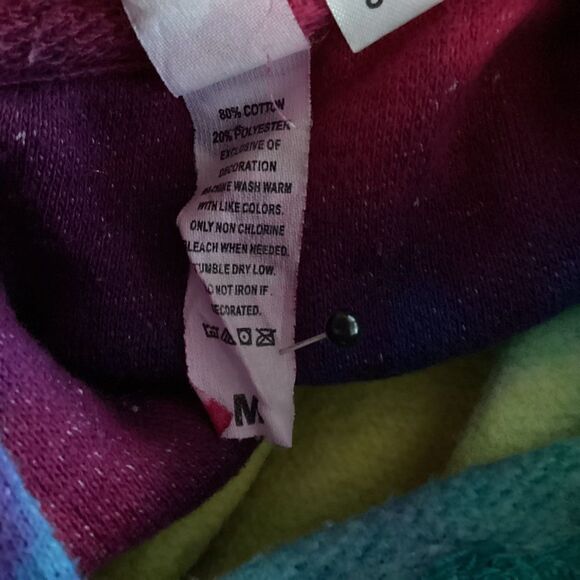 80% COTTON
20% POLYESTER
EXCLUSIVE OF
DECORATION
MACHINE WASH WARM
WITH LIKE COLORS.
ONLY NON CHLORINE
BLEACH WHEN NEEDED.
TUMBLE DRY LOW.
DO NOT IRON IF
DECORATED.
M